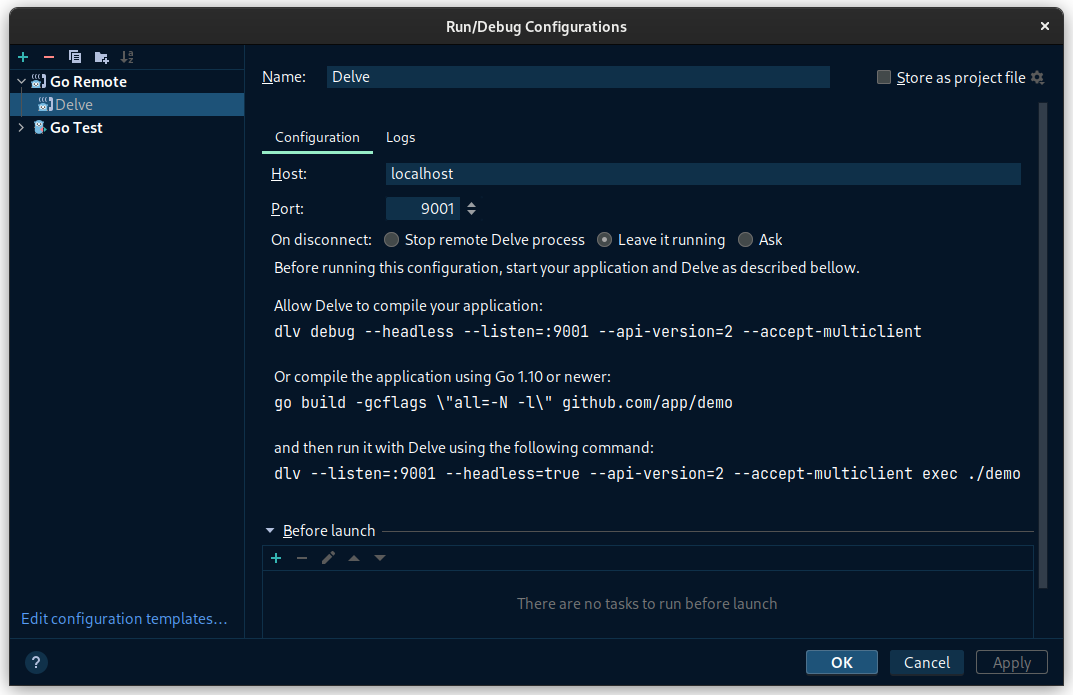 Run/Debug Configurations
Go Remote
Delve
Go Test
Edit configuration templates...
Name: Delve
Store as project file
Configuration Logs
Host: localhost
Port: 9001
On disconnect: Stop remote Delve process Leave it running Ask
Before running this configuration, start your application and Delve as described bellow.
Allow Delve to compile your application:
dlv debug --headless --listen=:9001 --api-version=2 --accept-multiclient
Or compile the application using Go 1.10 or newer:
go build -gcflags \"all=-N -l\" github.com/app/demo
and then run it with Delve using the following command:
dlv --listen=:9001 --headless=true --api-version=2 --accept-multiclient exec ./demo
Before launch
There are no tasks to run before launch
? OK Cancel Apply